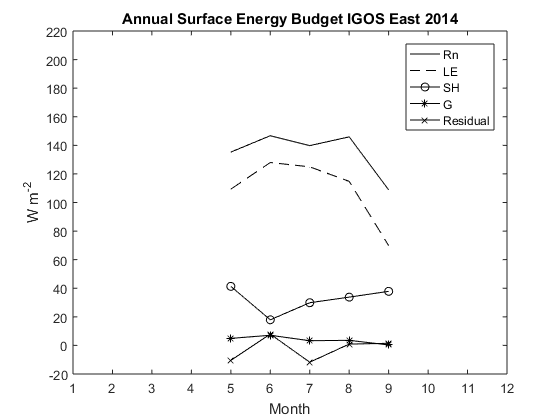 Annual Surface Energy Budget IGOS East 2014
220
200
180
160
140
120
100
80
60
40
20
0
-20
W m-2
Rn
LE
SH
G
Residual
1 2 3 4 5 6 7 8 9 10 11 12
Month